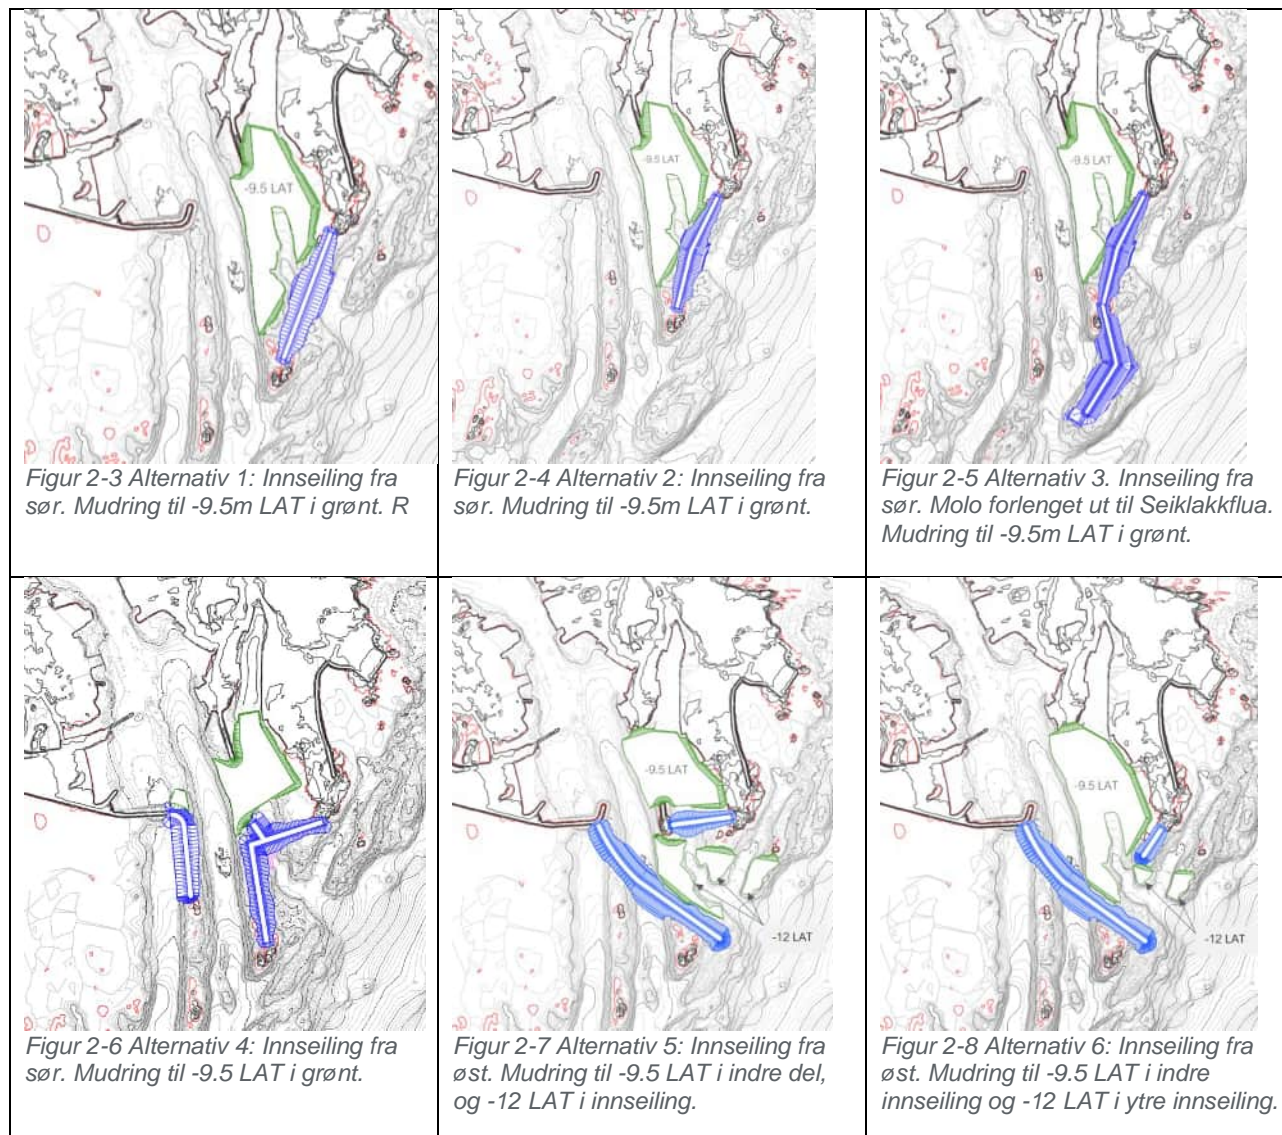 -9.5 LAT
-9.5 LAT
-9.5 LAT
Figur 2-3 Alternativ 1: Innseiling fra
sør. Mudring til -9.5m LAT i grønt. R
Figur 2-4 Alternativ 2: Innseiling fra
sør. Mudring til -9.5m LAT i grønt.
Figur 2-5 Alternativ 3. Innseiling fra
sør. Molo forlenget ut til Seiklakkflua.
Mudring til -9.5m LAT i grønt.
-9.5 LAT
-12 LAT
-9.5 LAT
-12 LAT
Figur 2-6 Alternativ 4: Innseiling fra
sør. Mudring til -9.5 LAT i grønt.
Figur 2-7 Alternativ 5: Innseiling fra
øst. Mudring til -9.5 LAT i indre del,
og -12 LAT i innseiling.
Figur 2-8 Alternativ 6: Innseiling fra
øst. Mudring til -9.5 LAT i indre
innseiling og -12 LAT i ytre innseiling.